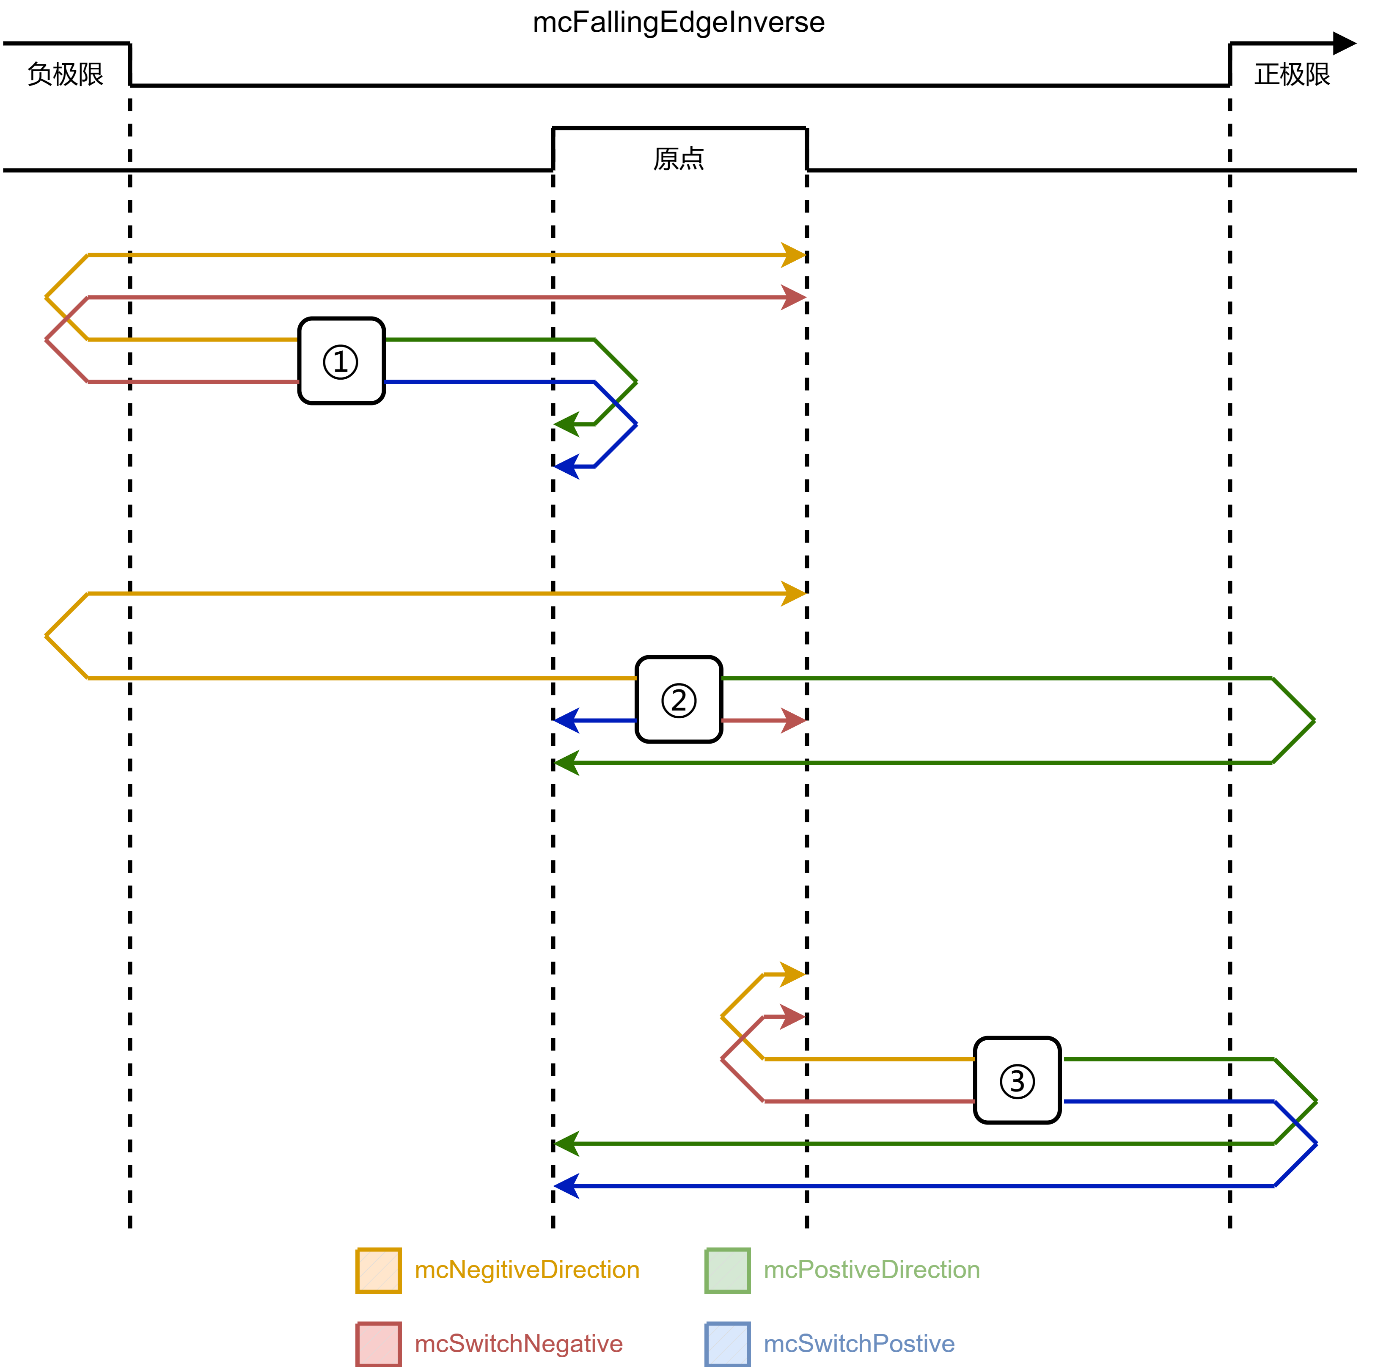 mcFallingEdgeInverse
负极限
正极限
原点
①
②
③
mcNegitiveDirection
mcPostiveDirection
mcSwitchNegative
mcSwitchPostive